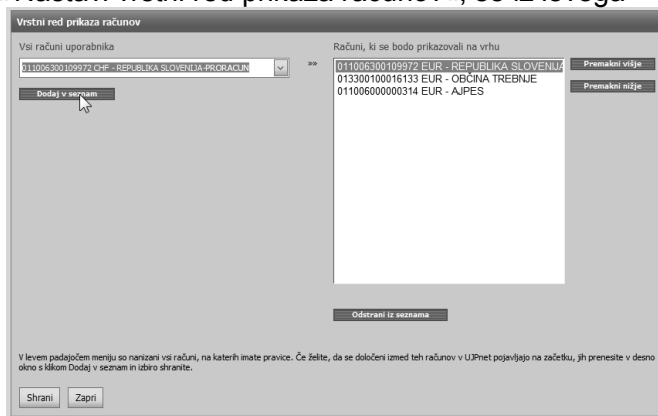 Vrstni red prikaza računov
Vsi računi uporabnika
Računi, ki se bodo prikazovali na vrhu
011006300109972 CHF - REPUBLIKA SLOVENIJA-PRORACUN
»»
011006300109972 EUR - REPUBLIKA SLOVENIJA
013300100016133 EUR - OBČINA TREBNJE
011006000000314 EUR - AJPES
Premakni višje
Premakni nižje
Dodaj v seznam
Odstrani iz seznama
V levem padajočem meniju so nanizani vsi računi, na katerih imate pravice. Če želite, da se določeni izmed teh računov v UJPnet pojavljajo na začetku, jih prenesite v desno
okno s klikom Dodaj v seznam in izbiro shranite.
Shrani
Zapri